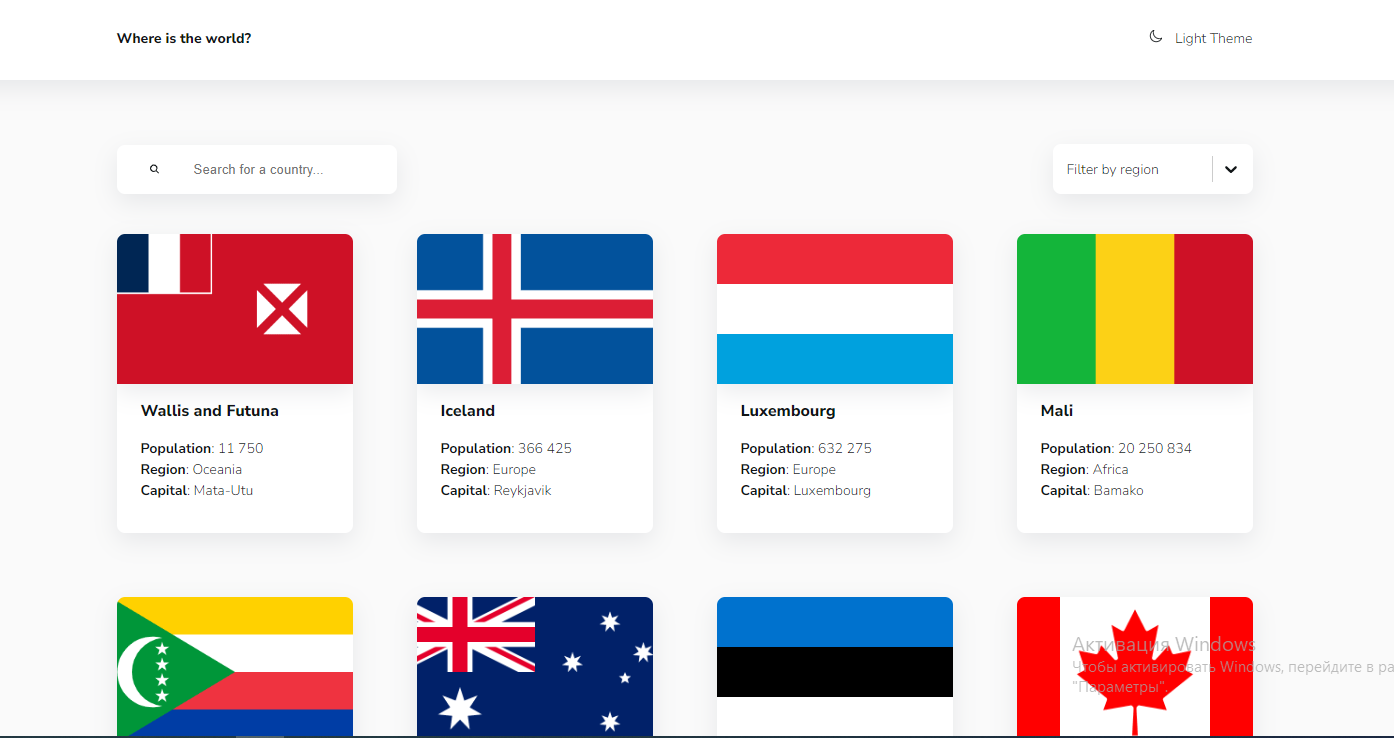 Where is the world?
Light Theme
Search for a country...
Filter by region
Wallis and Futuna
Population: 11 750
Region: Oceania
Capital: Mata-Utu
Iceland
Population: 366 425
Region: Europe
Capital: Reykjavik
Luxembourg
Population: 632 275
Region: Europe
Capital: Luxembourg
Mali
Population: 20 250 834
Region: Africa
Capital: Bamako
Активация Windows
Чтобы активировать Windows, перейдите в ра
"Параметры".